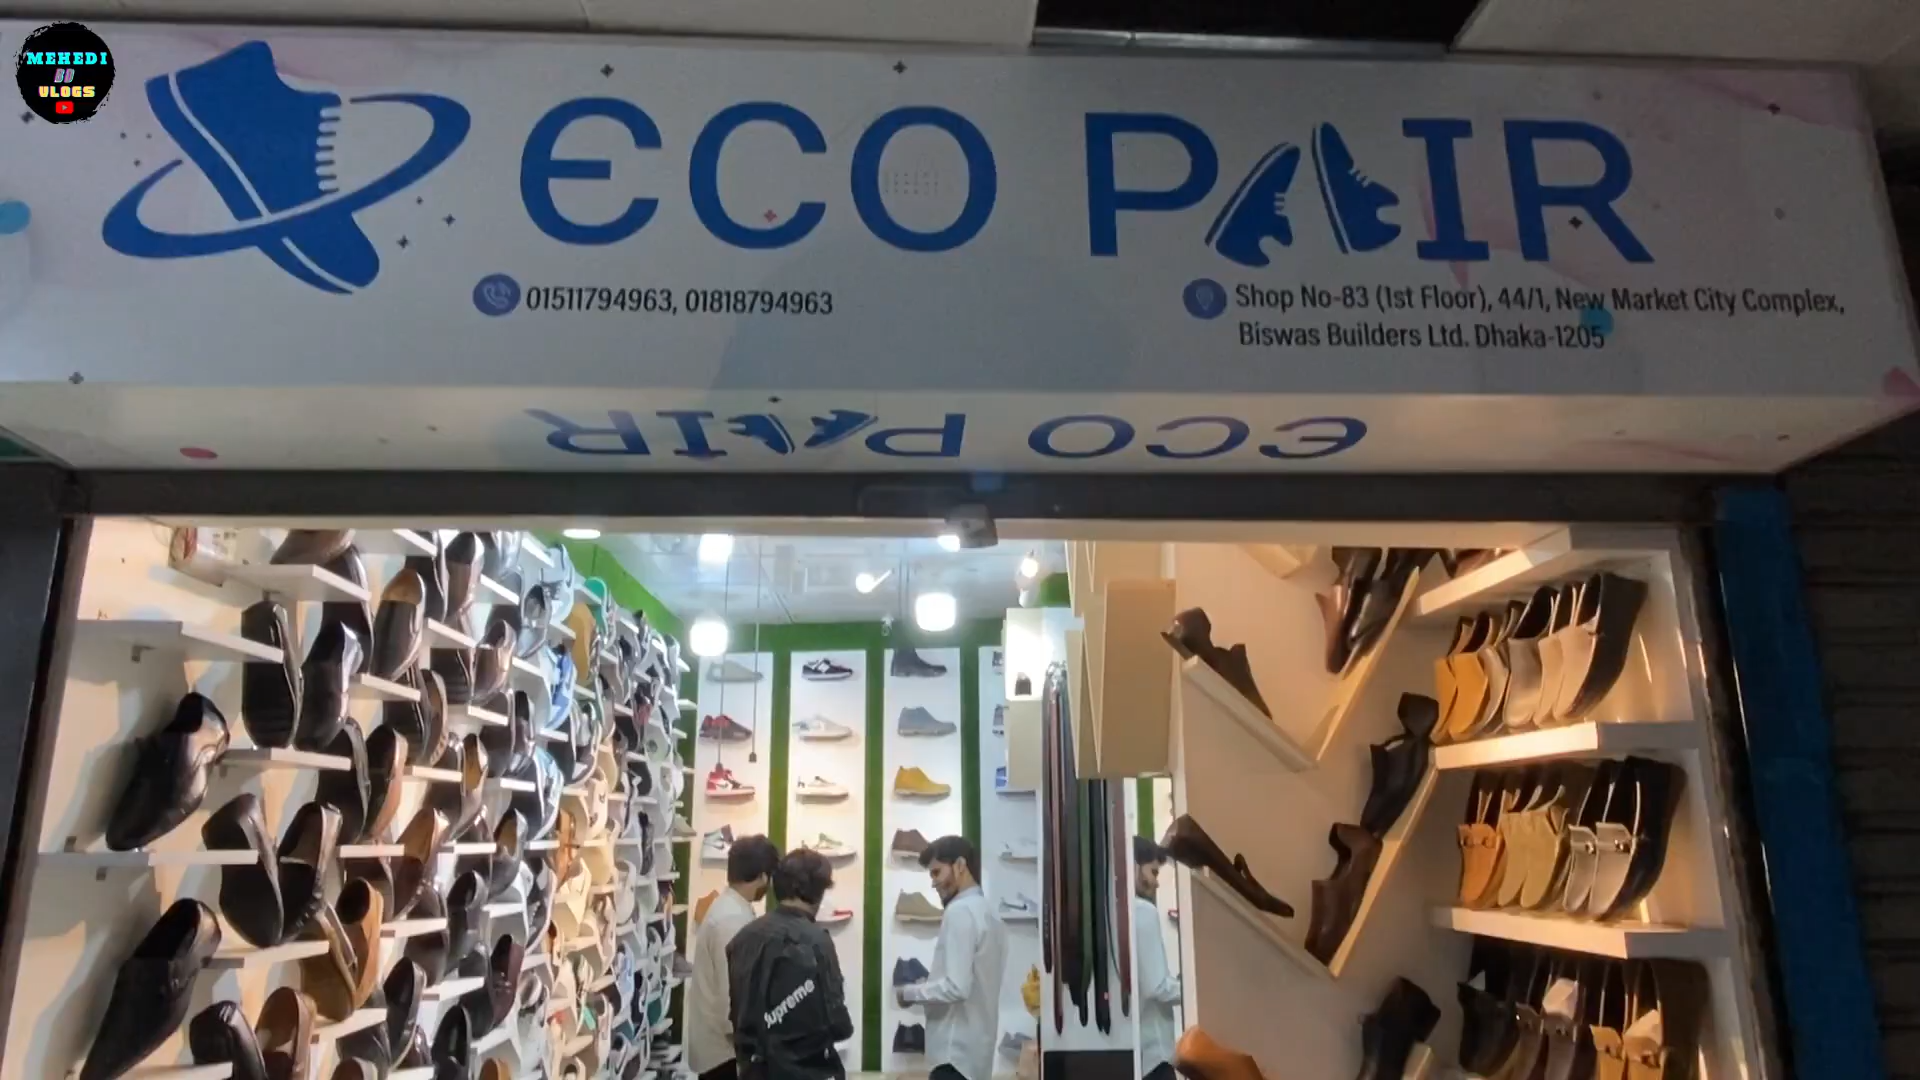 MEHEDI
BD
VLOGS
ECO PAIR
01511794963, 01818794963
Shop No-83 (1st Floor), 44/1, New Market City Complex,
Biswas Builders Ltd. Dhaka-1205
ECO PAIR
Supreme